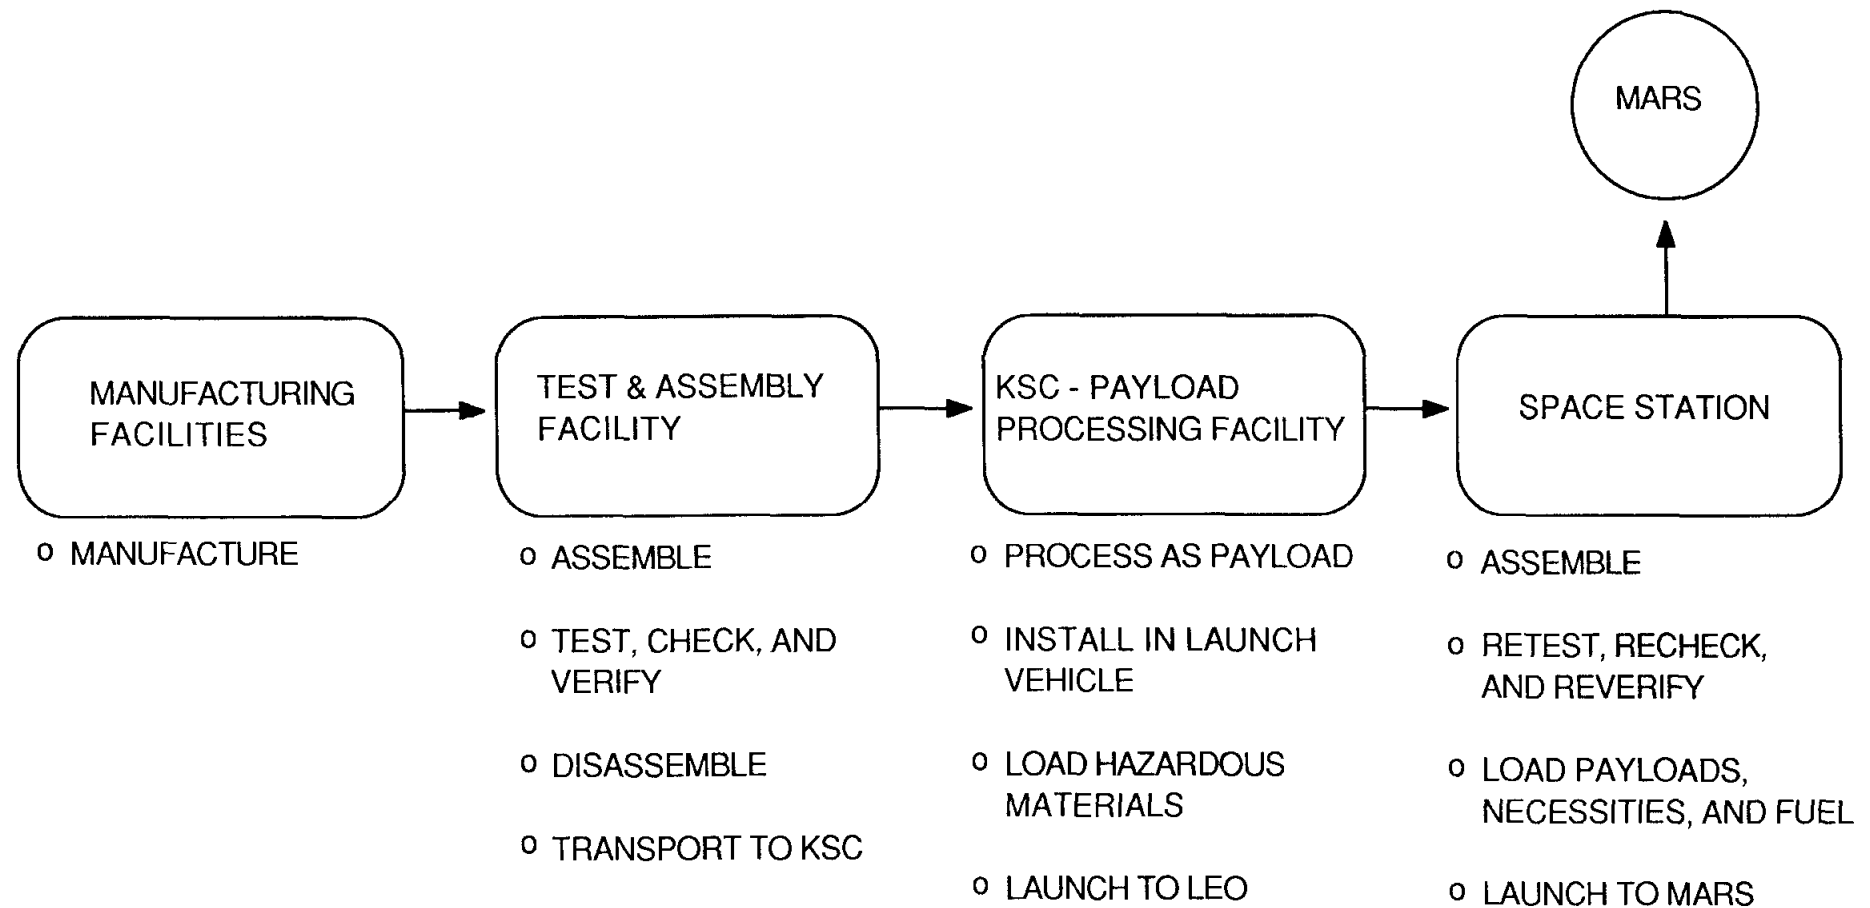 MARS
MANUFACTURING
FACILITIES
TEST & ASSEMBLY
FACILITY
KSC - PAYLOAD
PROCESSING FACILITY
SPACE STATION
o MANUFACTURE
o ASSEMBLE
o TEST, CHECK, AND
VERIFY
o DISASSEMBLE
o TRANSPORT TO KSC
o PROCESS AS PAYLOAD
o INSTALL IN LAUNCH
VEHICLE
o LOAD HAZARDOUS
MATERIALS
o LAUNCH TO LEO
o ASSEMBLE
o RETEST, RECHECK,
AND REVERIFY
o LOAD PAYLOADS,
NECESSITIES, AND FUEL
o LAUNCH TO MARS